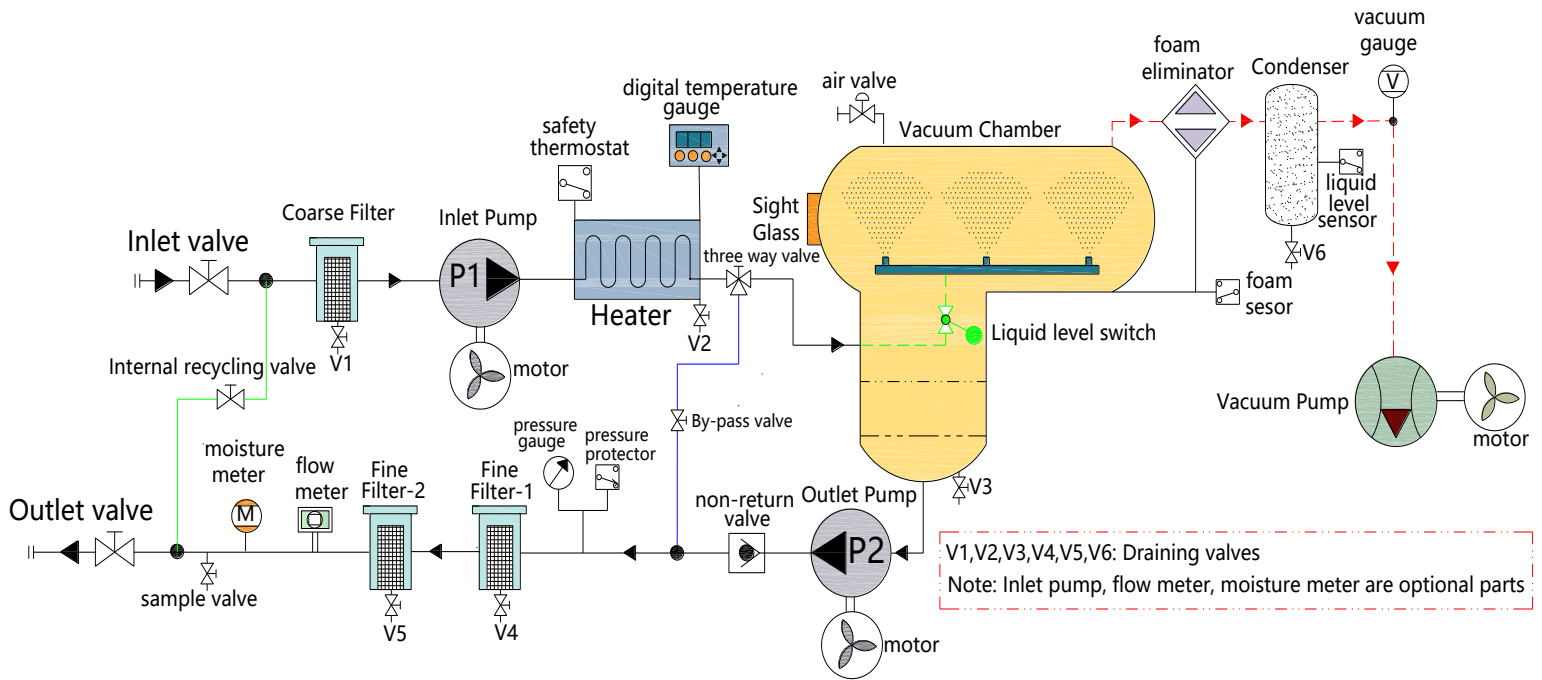 vacuum
gauge
foam
eliminator
Condenser
V
air valve
digital temperature
gauge
Vacuum Chamber
safety
thermostat
liquid
level
sensor
Coarse Filter
Inlet Pump
Sight
Glass
Inlet valve
three way valve
V6
P1
foam
sesor
Heater
V2
Liquid level switch
V1
Internal recycling valve
motor
Vacuum Pump
motor
By-pass valve
pressure
gauge
pressure
protector
moisture
meter
flow
meter
Fine
Filter-2
Fine
Filter-1
non-return
valve
Outlet Pump
V3
Outlet valve
M
P2
V1,V2,V3,V4,V5,V6: Draining valves
Note: Inlet pump, flow meter, moisture meter are optional parts
sample valve
V5
V4
motor